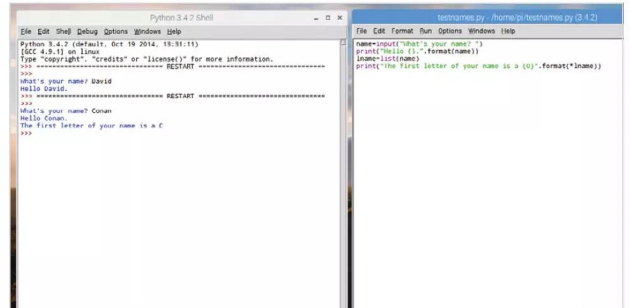 Python 3.4.2 Shell
File Edit Shell Debug Options Windows Help
Python 3.4.2 (default, Oct 19 2014, 13:31:11)
[GCC 4.9.1] on linux
Type "copyright", "credits" or "license()" for more information.
>>> ================================ RESTART ================================
>>>
What's your name? David
Hello David.
>>> ================================ RESTART ================================
>>>
What's your name? Conan
Hello Conan.
The first letter of your name is a C
>>>
testnames.py - /home/pi/testnames.py (3.4.2)
File Edit Format Run Options Windows Help
name=input("What's your name? ")
print("Hello {}.".format(name))
lname=list(name)
print("The first letter of your name is a {0}".format(*lname))